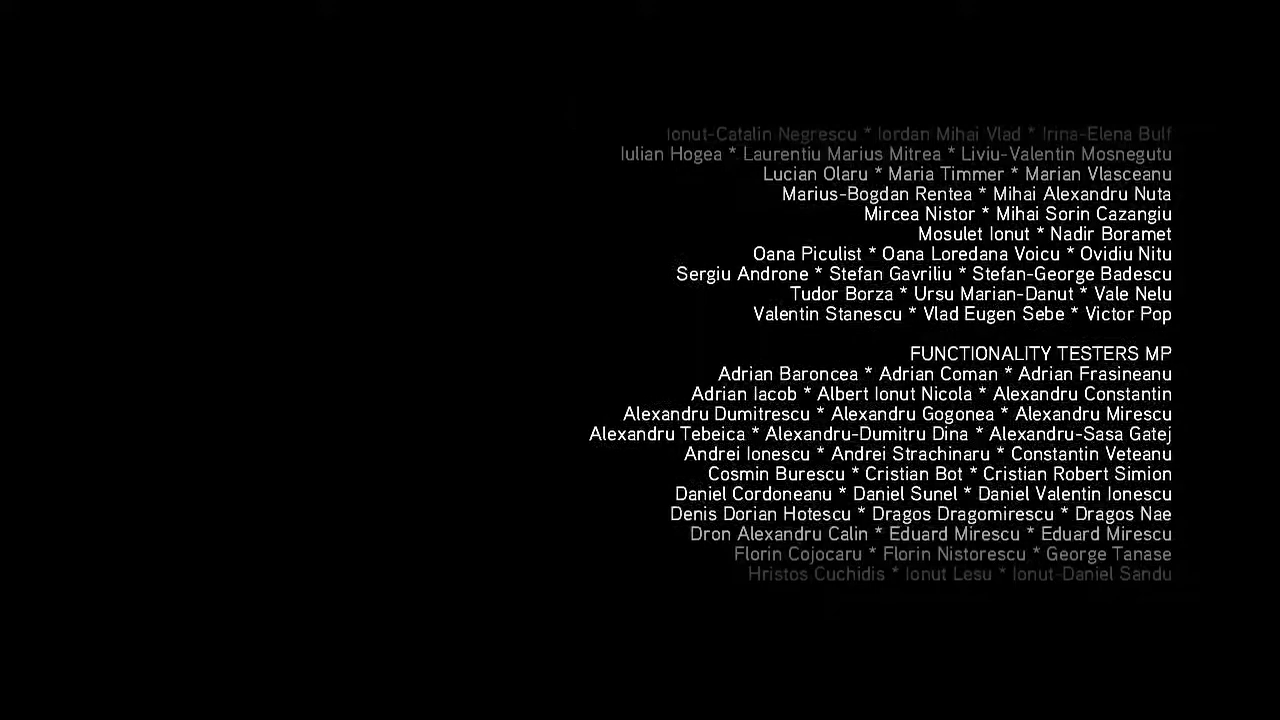 Ionut-Catalin Negrescu * Iordan Mihai Vlad * Irina-Elena Bulf
Iulian Hogea * Laurentiu Marius Mitrea * Liviu-Valentin Mosnegutu
Lucian Olaru * Maria Timmer * Marian Vlasceanu
Marius-Bogdan Rentea * Mihai Alexandru Nuta
Mircea Nistor * Mihai Sorin Cazangiu
Mosulet Ionut * Nadir Boramet
Oana Piculist * Oana Loredana Voicu * Ovidiu Nitu
Sergiu Androne * Stefan Gavriliu * Stefan-George Badescu
Tudor Borza * Ursu Marian-Danut * Vale Nelu
Valentin Stanescu * Vlad Eugen Sebe * Victor Pop
FUNCTIONALITY TESTERS MP
Adrian Baroncea * Adrian Coman * Adrian Frasineanu
Adrian Iacob * Albert Ionut Nicola * Alexandru Constantin
Alexandru Dumitrescu * Alexandru Gogonea * Alexandru Mirescu
Alexandru Tebeica * Alexandru-Dumitru Dina * Alexandru-Sasa Gatej
Andrei Ionescu * Andrei Strachinaru * Constantin Veteanu
Cosmin Burescu * Cristian Bot * Cristian Robert Simion
Daniel Cordoneanu * Daniel Sunel * Daniel Valentin Ionescu
Denis Dorian Hotescu * Dragos Dragomirescu * Dragos Nae
Dron Alexandru Calin * Eduard Mirescu * Eduard Mirescu
Florin Cojocaru * Florin Nistorescu * George Tanase
Hristos Cuchidis * Ionut Lesu * Ionut-Daniel Sandu